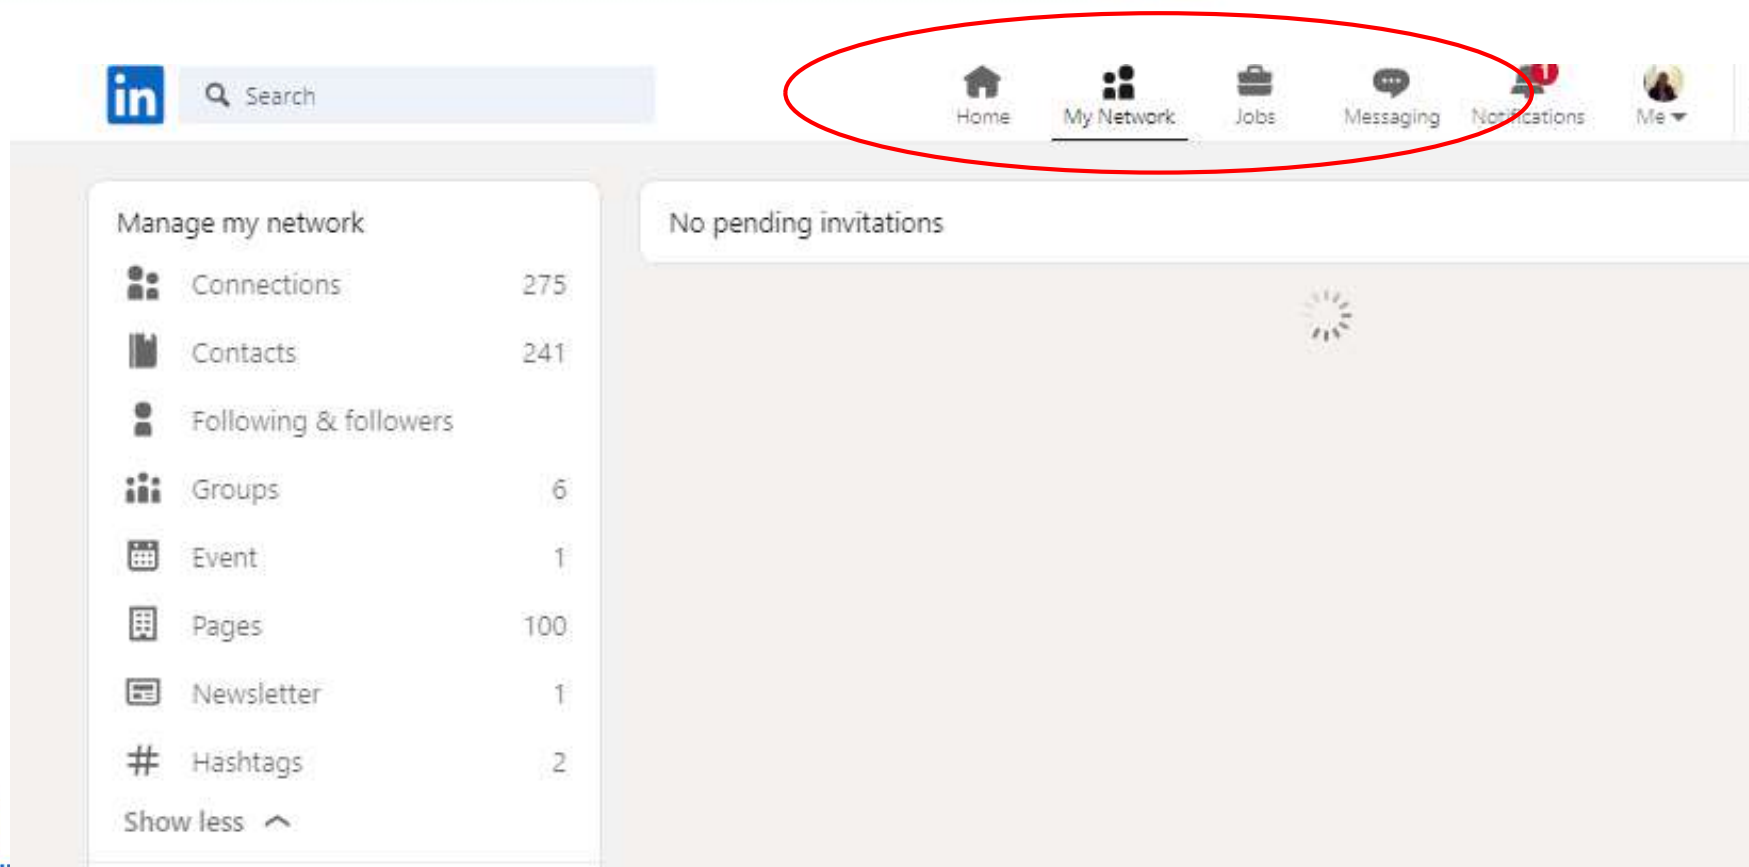 in Search
Home My Network Jobs Messaging Notifications Me
1
Manage my network
No pending invitations
Connections 275
Contacts 241
Following & followers
Groups 6
Event 1
Pages 100
Newsletter 1
# Hashtags 2
Show less